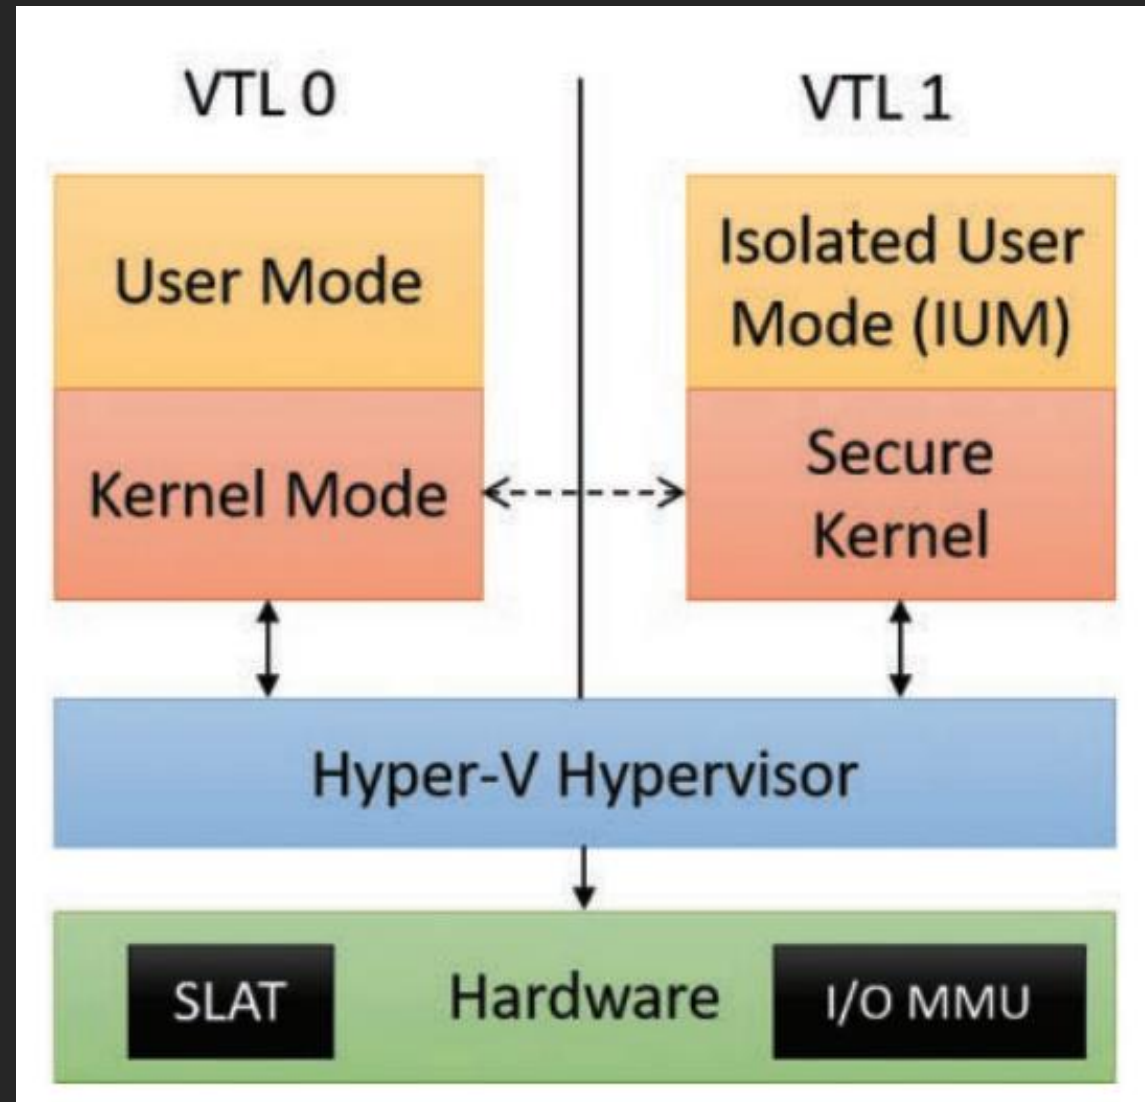 VTL 0
VTL 1
User Mode
Isolated User
Mode (IUM)
Kernel Mode
Secure
Kernel
Hyper-V Hypervisor
SLAT
Hardware
I/O MMU